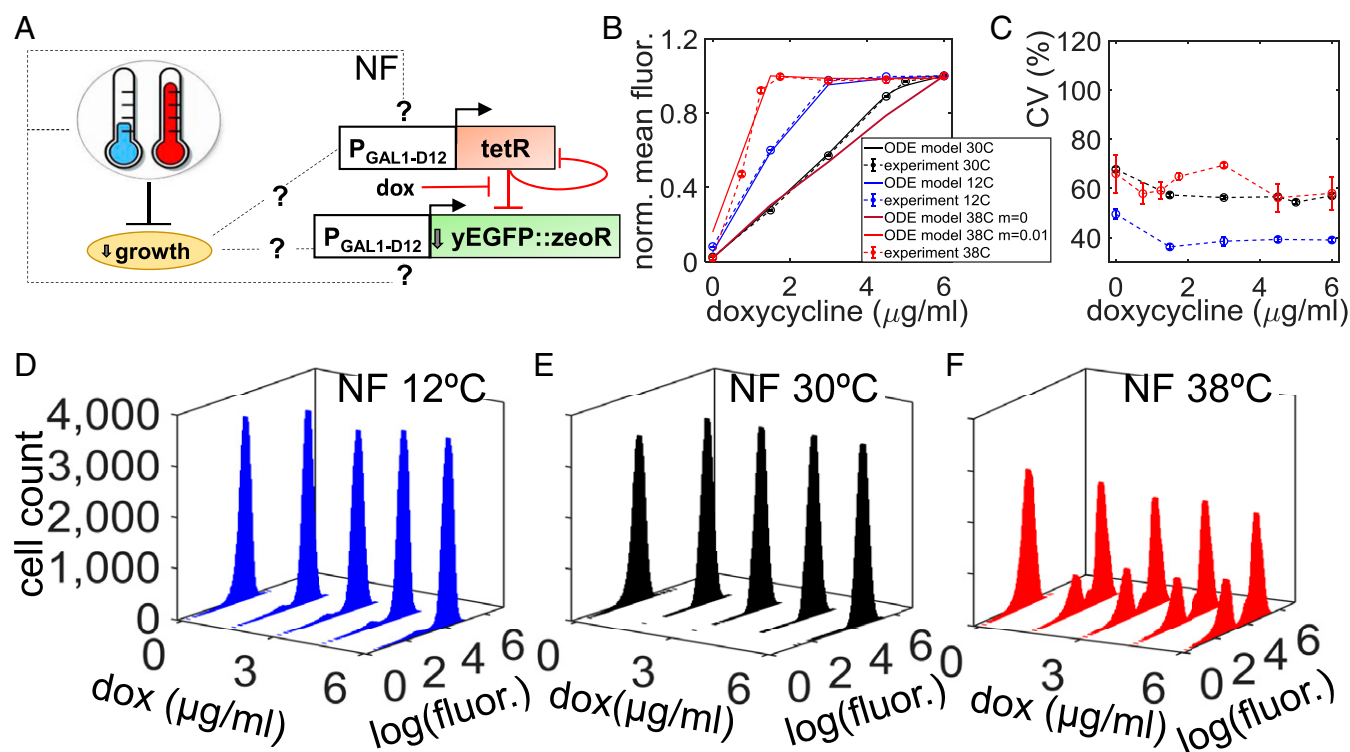 A
NF
?
P GAL1-D12
tetR
dox
?
growth
?
P GAL1-D12
yEGFP::zeoR
?
B
norm. mean fluor.
1.2
0.8
0.4
0
0
2
4
6
doxycycline (μg/ml)
ODE model 30C
experiment 30C
ODE model 12C
experiment 12C
ODE model 38C m=0
ODE model 38C m=0.01
experiment 38C
C
CV (%)
120
100
80
60
40
0
2
4
6
doxycycline (μg/ml)
D
NF 12ºC
cell count
4,000
3,000
2,000
1,000
0
0
3
6
dox (μg/ml)
0
2
4
6
log(fluor.)
E
NF 30ºC
0
3
6
dox(μg/ml)
0
2
4
6
log(fluor.)
F
NF 38ºC
0
3
6
dox (μg/ml)
0
2
4
6
log(fluor.)